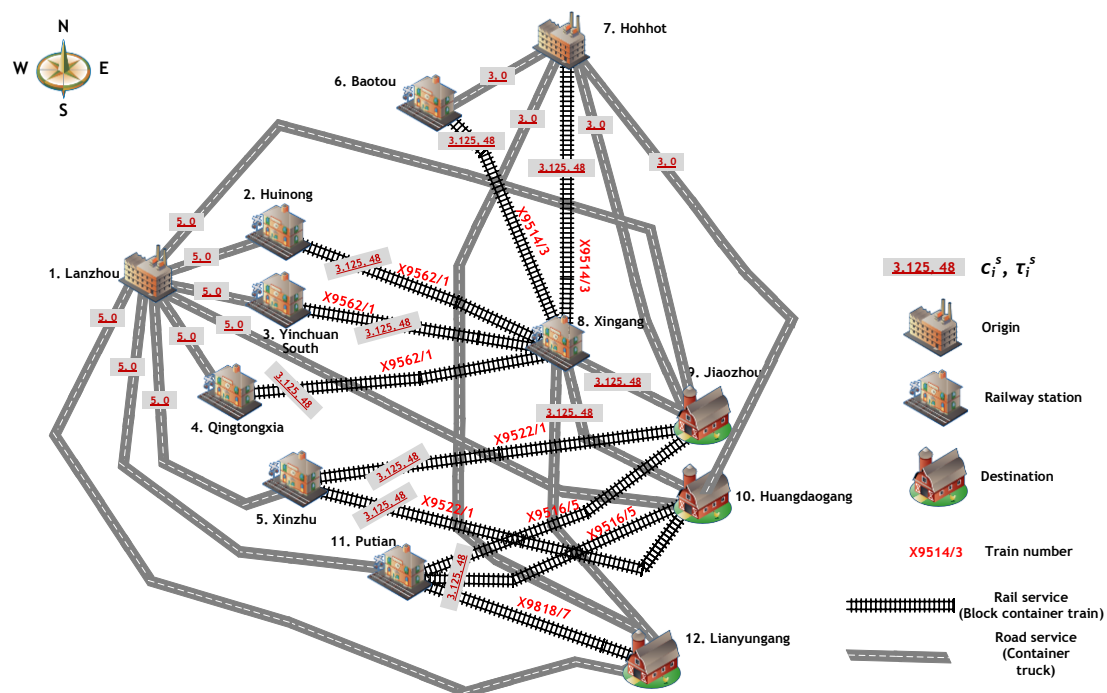 N
W
E
S
7. Hohhot
6. Baotou
3, 0
3, 0
3, 0
3, 0
3.125, 48
3.125, 48
2. Huinong
5, 0
5, 0
X9514/3
X9514/3
1. Lanzhou
3.125, 48
X9562/1
5, 0
X9562/1
3.125, 48
3. Yinchuan
South
5, 0
5, 0
5, 0
8. Xingang
X9562/1
5, 0
5, 0
3.125, 48
3.125, 48
9. Jiaozhou
3.125, 48
4. Qingtongxia
X9522/1
3.125, 48
3.125, 48
X9522/1
5. Xinzhu
10. Huangdaogang
X9516/5
X9516/5
11. Putian
3.125, 48
X9818/7
12. Lianyungang
3.125, 48
cᵢˢ, τᵢˢ
Origin
Railway station
Destination
X9514/3
Train number
Rail service
(Block container train)
Road service
(Container
truck)